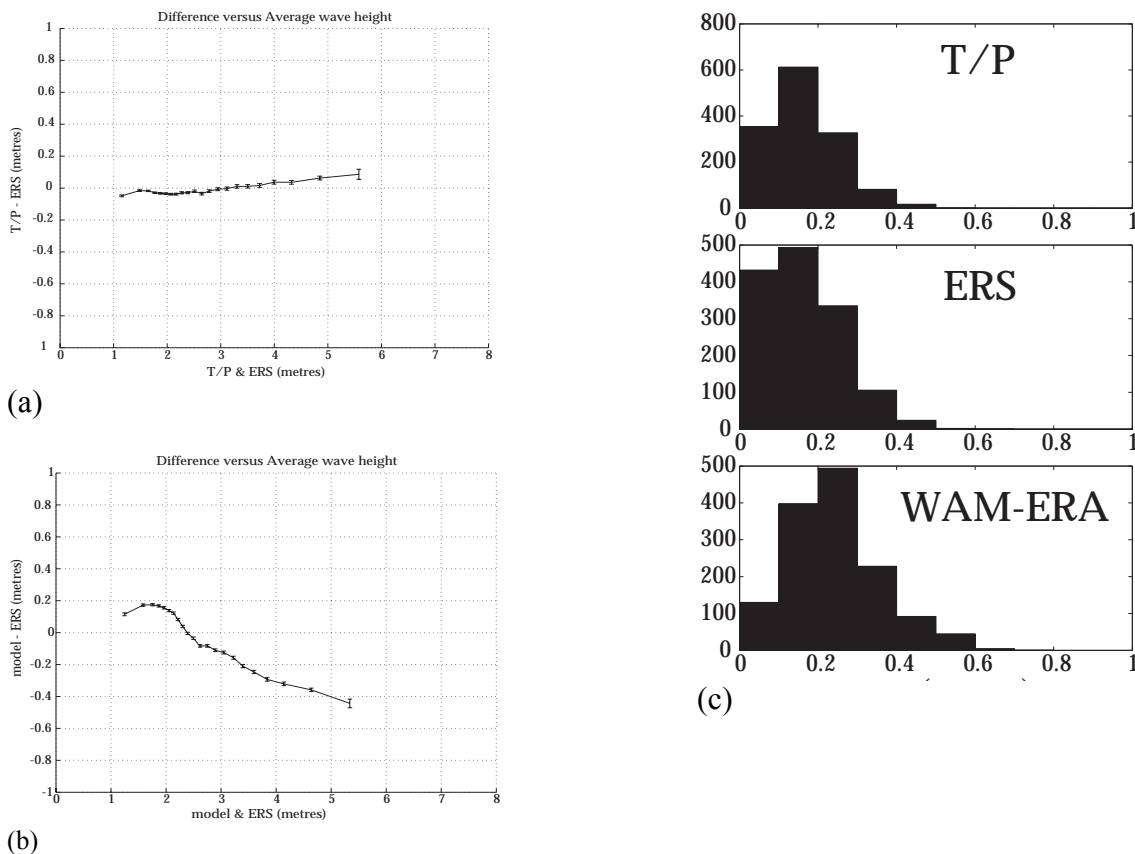 Difference versus Average wave height
1
0.8
0.6
0.4
0.2
0
-0.2
-0.4
-0.6
-0.8
1
T/P - ERS (metres)
0 1 2 3 4 5 6 7 8
T/P & ERS (metres)
(a)
Difference versus Average wave height
1
0.8
0.6
0.4
0.2
0
-0.2
-0.4
-0.6
-0.8
-1
model - ERS (metres)
0 1 2 3 4 5 6 7 8
model & ERS (metres)
(b)
800
600
400
200
0
T/P
0 0.2 0.4 0.6 0.8 1
500
400
300
200
100
0
ERS
0 0.2 0.4 0.6 0.8 1
500
400
300
200
100
0
WAM-ERA
0 0.2 0.4 0.6 0.8 1
(c)